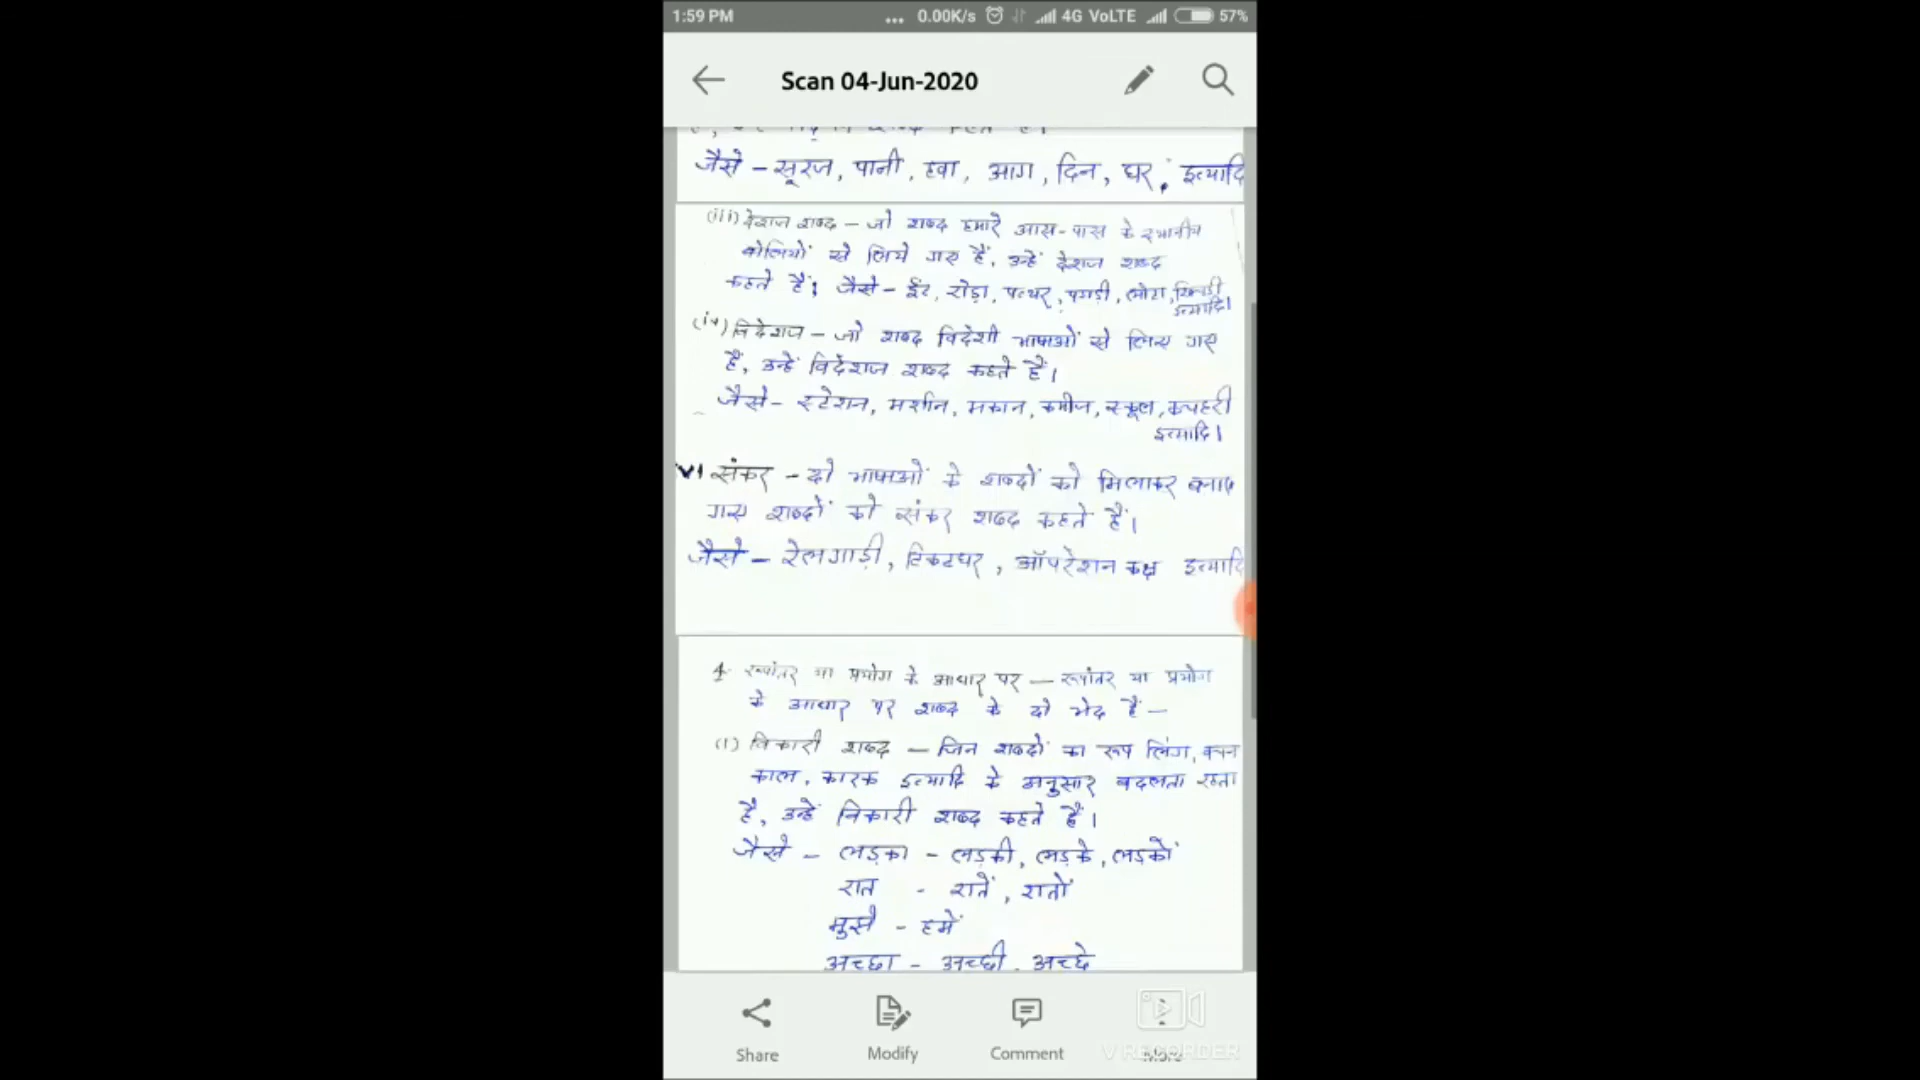 1:59 PM ... 0.00K/s 4G VoLTE 57%
Scan 04-Jun-2020
जैसे – सूरज, पानी, हवा, आग, दिन, घर, इत्यादि
(iii) देशज शब्द – जो शब्द हमारे आस-पास के स्थानीय
बोलियों से लिये गए हैं, उन्हें देशज शब्द
कहते हैं; जैसे – ईंट, रोड़ा, पत्थर, पगड़ी, लोटा, खिचड़ी
इत्यादि।
(iv) विदेशज – जो शब्द विदेशी भाषाओं से लिए गए
हैं, उन्हें विदेशज शब्द कहते हैं।
जैसे – स्टेशन, मशीन, मकान, कमीज, स्कूल, कचहरी
इत्यादि।
v) संकर – दो भाषाओं के शब्दों को मिलाकर बनाए
गए शब्दों को संकर शब्द कहते हैं।
जैसे – रेलगाड़ी, टिकटघर, ऑपरेशन कक्ष इत्यादि
4. रूपांतर या प्रयोग के आधार पर – रूपांतर या प्रयोग
के आधार पर शब्द के दो भेद हैं –
(i) विकारी शब्द – जिन शब्दों का रूप लिंग, वचन
काल, कारक इत्यादि के अनुसार बदलता रहता
है, उन्हें विकारी शब्द कहते हैं।
जैसे – लड़का – लड़की, लड़के, लड़कों
रात - रातें, रातों
मुझे - हमें
अच्छा - अच्छी, अच्छे
Share Modify Comment More
V RECORDER